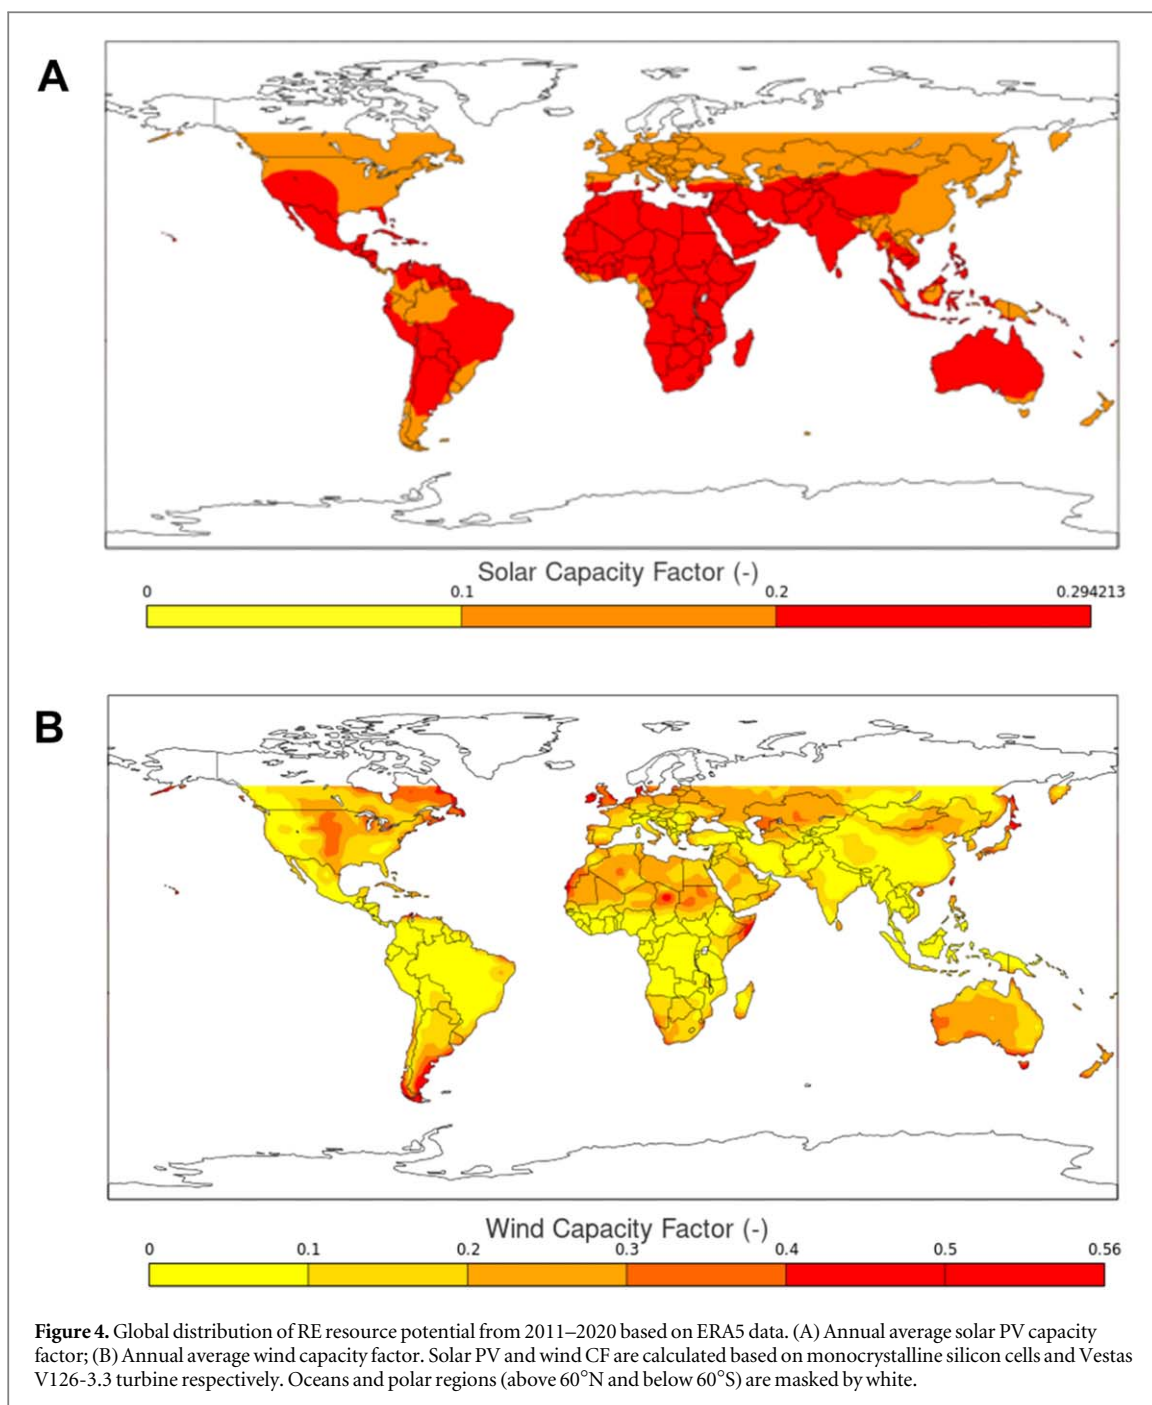 A
Solar Capacity Factor (-)
0 0.1 0.2 0.294213
B
Wind Capacity Factor (-)
0 0.1 0.2 0.3 0.4 0.5 0.56
Figure 4. Global distribution of RE resource potential from 2011–2020 based on ERA5 data. (A) Annual average solar PV capacity
factor; (B) Annual average wind capacity factor. Solar PV and wind CF are calculated based on monocrystalline silicon cells and Vestas
V126-3.3 turbine respectively. Oceans and polar regions (above 60°N and below 60°S) are masked by white.